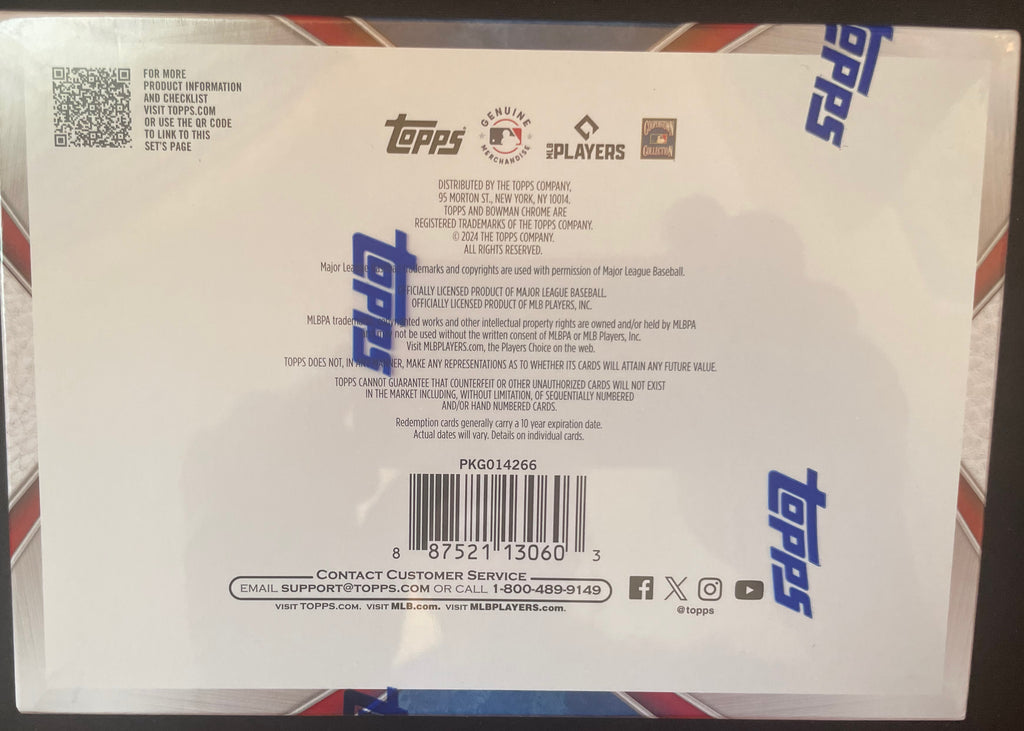 FOR MORE
PRODUCT INFORMATION
AND CHECKLIST
VISIT TOPPS.COM
OR USE THE QR CODE
TO LINK TO THIS
SET'S PAGE
Topps
GENUINE
MERCHANDISE
MLB PLAYERS
COOPERSTOWN
COLLECTION
Topps
DISTRIBUTED BY THE TOPPS COMPANY,
95 MORTON ST., NEW YORK, NY 10014.
TOPPS AND BOWMAN CHROME ARE
REGISTERED TRADEMARKS OF THE TOPPS COMPANY.
© 2024 THE TOPPS COMPANY.
ALL RIGHTS RESERVED.
Topps
Major and copyrights are used with permission of Major League Baseball.
LICENSED PRODUCT OF MAJOR LEAGUE BASEBALL.
OFFICIALLY LICENSED PRODUCT OF MLB PLAYERS, INC.
MLBPA works and other intellectual property rights are owned and/or held by MLBPA
not be used without the written consent of MLBPA or MLB Players, Inc.
Visit MLBPLAYERS.com, the Players Choice on the web.
TOPPS DOES NOT, IN MAKE ANY REPRESENTATIONS AS TO WHETHER ITS CARDS WILL ATTAIN ANY FUTURE VALUE.
TOPPS CANNOT GUARANTEE THAT COUNTERFEIT OR OTHER UNAUTHORIZED CARDS WILL NOT EXIST
IN THE MARKET INCLUDING, WITHOUT LIMITATION, OF SEQUENTIALLY NUMBERED
AND/OR HAND NUMBERED CARDS.
Redemption cards generally carry a 10 year expiration date.
Actual dates will vary. Details on individual cards.
PKG014266
8 87521 13060 3
Topps
CONTACT CUSTOMER SERVICE
EMAIL SUPPORT@TOPPS.COM OR CALL 1-800-489-9149
VISIT TOPPS.COM. VISIT MLB.com. VISIT MLBPLAYERS.com.
@topps